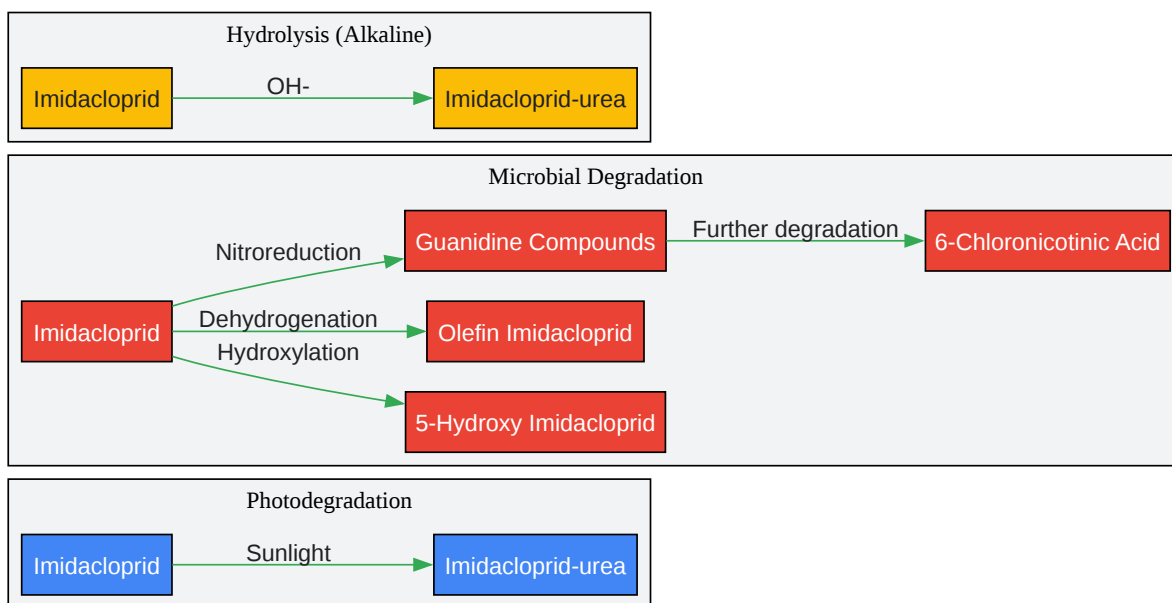 Hydrolysis (Alkaline)
Imidacloprid
OH-
Imidacloprid-urea
Microbial Degradation
Imidacloprid
Nitroreduction
Guanidine Compounds
Further degradation
6-Chloronicotinic Acid
Dehydrogenation
Olefin Imidacloprid
Hydroxylation
5-Hydroxy Imidacloprid
Photodegradation
Imidacloprid
Sunlight
Imidacloprid-urea